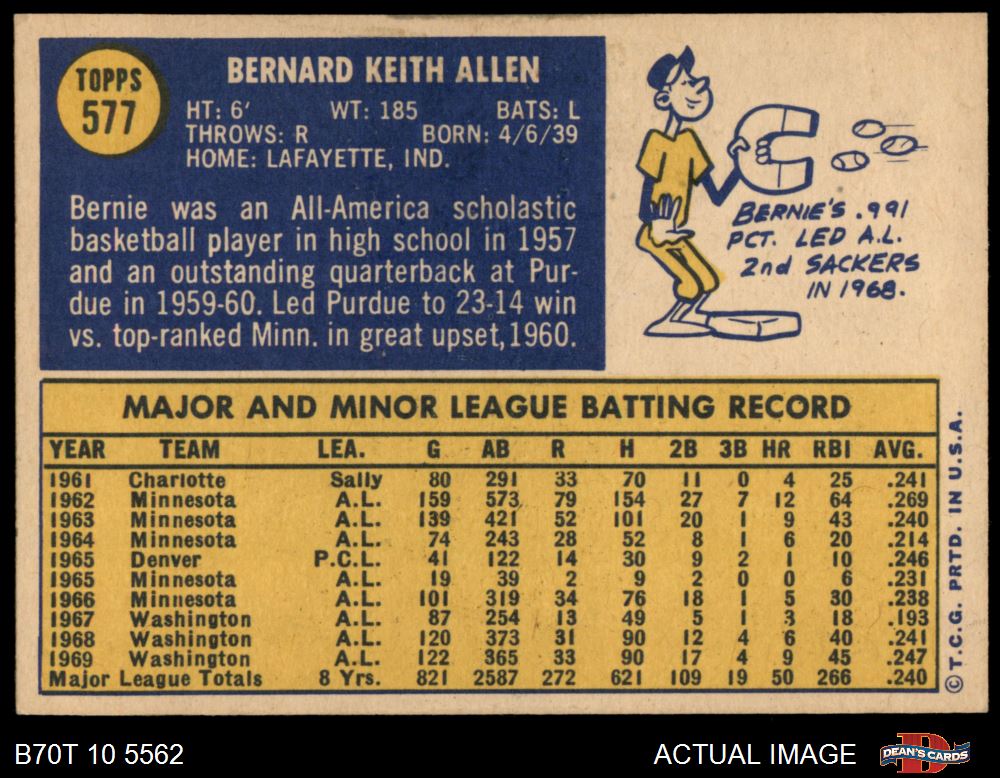 TOPPS
577
BERNARD KEITH ALLEN
HT: 6' WT: 185 BATS: L
THROWS: R BORN: 4/6/39
HOME: LAFAYETTE, IND.
Bernie was an All-America scholastic
basketball player in high school in 1957
and an outstanding quarterback at Pur-
due in 1959-60. Led Purdue to 23-14 win
vs. top-ranked Minn. in great upset, 1960.
BERNIE'S .991
PCT. LED A.L.
2nd SACKERS
IN 1968.
MAJOR AND MINOR LEAGUE BATTING RECORD
YEAR TEAM LEA. G AB R H 2B 3B HR RBI AVG.
1961 Charlotte Sally 80 291 33 70 11 0 4 25 .241
1962 Minnesota A.L. 159 573 79 154 27 7 12 64 .269
1963 Minnesota A.L. 139 421 52 101 20 1 9 43 .240
1964 Minnesota A.L. 74 243 28 52 8 1 6 20 .214
1965 Denver P.C.L. 41 122 14 30 9 2 1 10 .246
1965 Minnesota A.L. 19 39 2 9 2 0 0 6 .231
1966 Minnesota A.L. 101 319 34 76 18 1 5 30 .238
1967 Washington A.L. 87 254 13 49 5 1 3 18 .193
1968 Washington A.L. 120 373 31 90 12 4 6 40 .241
1969 Washington A.L. 122 365 33 90 17 4 9 45 .247
Major League Totals 8 Yrs. 821 2587 272 621 109 19 50 266 .240
©T.C.G. PRTD. IN U.S.A.
B70T 10 5562 ACTUAL IMAGE
DEAN'S CARDS